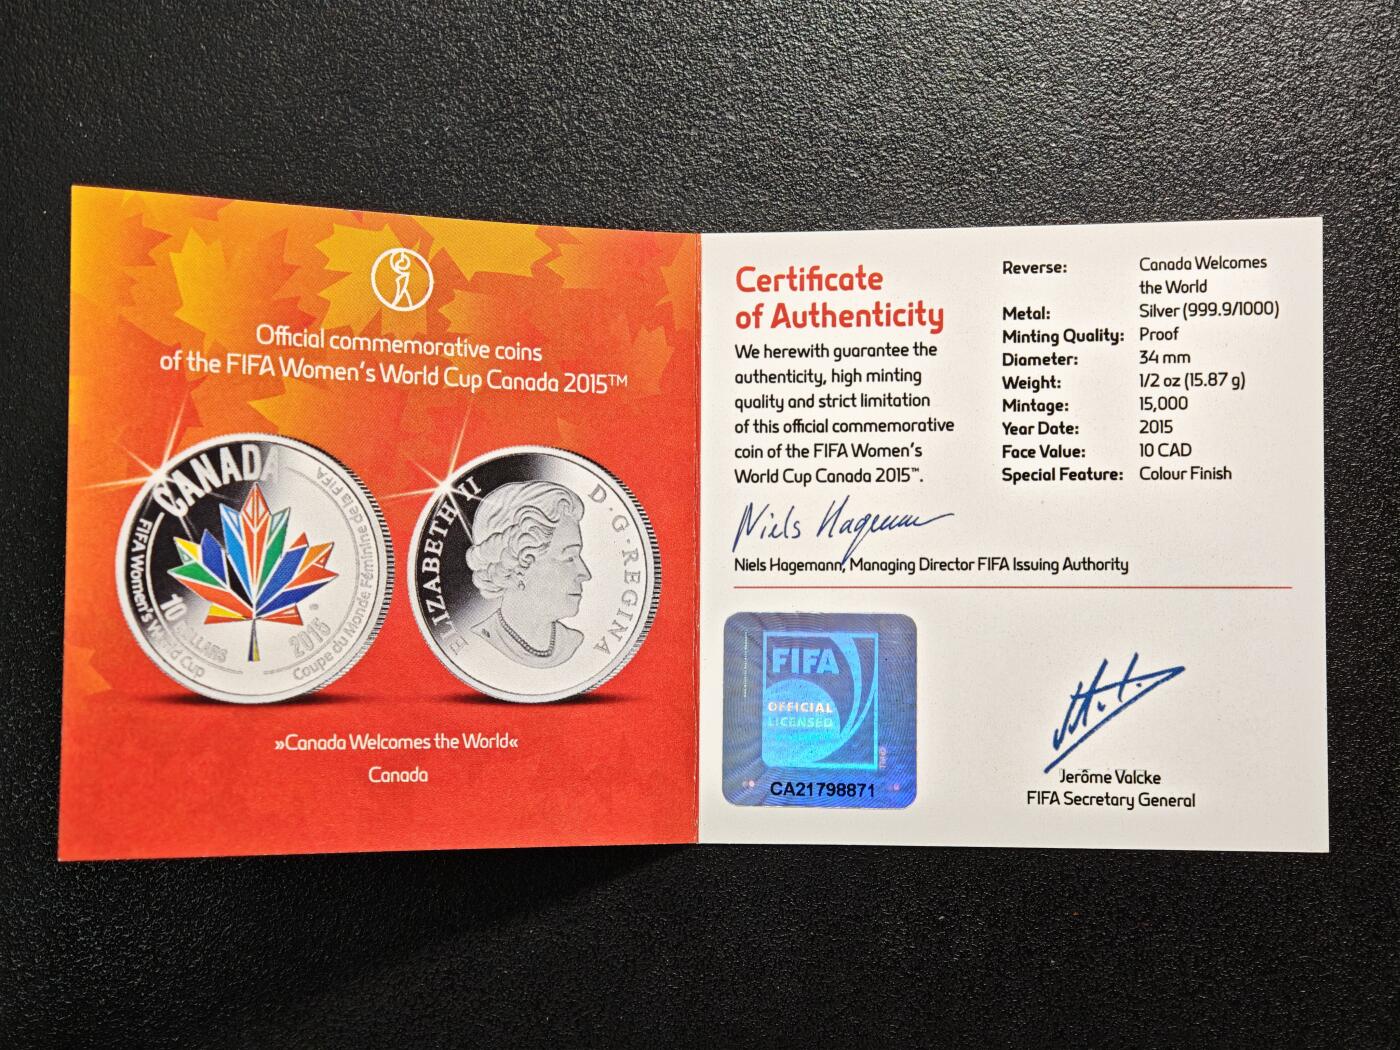 Official commemorative coins
of the FIFA Women's World Cup Canada 2015™
CANADA
FIFA Women's World Cup
10 DOLLARS
2015
Coupe du Monde Féminine de la FIFA
ELIZABETH II
D·G·REGINA
»Canada Welcomes the World«
Canada
Certificate
of Authenticity
We herewith guarantee the
authenticity, high minting
quality and strict limitation
of this official commemorative
coin of the FIFA Women's
World Cup Canada 2015™.
Niels Hagemann
Niels Hagemann, Managing Director FIFA Issuing Authority
Reverse: Canada Welcomes
the World
Metal: Silver (999.9/1000)
Minting Quality: Proof
Diameter: 34 mm
Weight: 1/2 oz (15.87 g)
Mintage: 15,000
Year Date: 2015
Face Value: 10 CAD
Special Feature: Colour Finish
FIFA
OFFICIAL
LICENSED
CA21798871
Jerôme Valcke
FIFA Secretary General